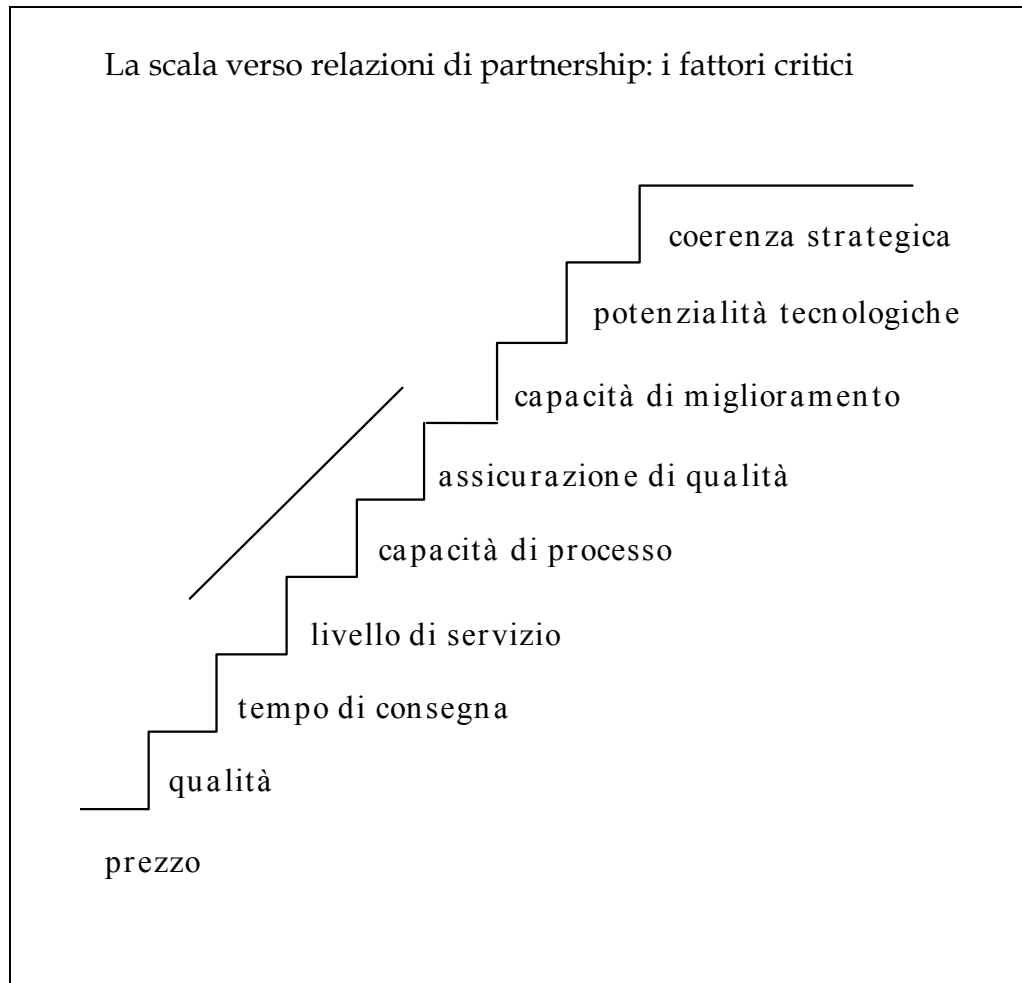 La scala verso relazioni di partnership: i fattori critici
coerenza strategica
potenzialità tecnologiche
capacità di miglioramento
assicurazione di qualità
capacità di processo
livello di servizio
tempo di consegna
qualità
prezzo